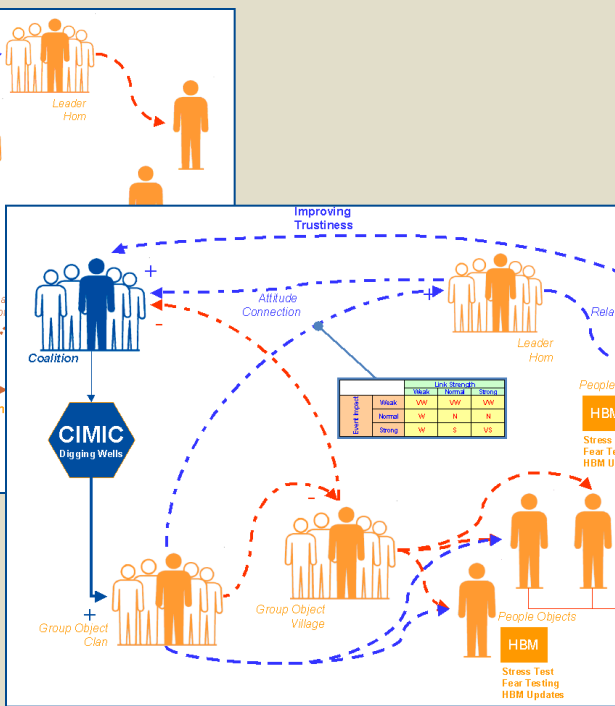 Leader
Horn
Improving
Trustiness
+
Attitude
Connection
-
+
Coalition
Leader
Horn
Rela
People
HBM
Stress
Fear Te
HBM U
Link Strength
Weak Normal Strong
Event Impact
Weak VW VW VW
Normal W N N
Strong W S VS
CIMIC
Digging Wells
-
+
Group Object
Clan
Group Object
Village
People Objects
HBM
Stress Test
Fear Testing
HBM Updates